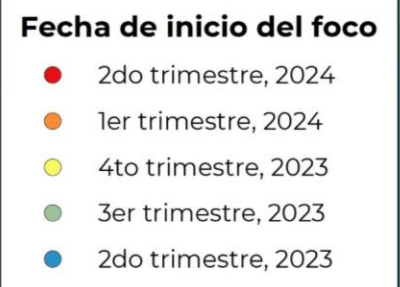 Fecha de inicio del foco
2do trimestre, 2024
1er trimestre, 2024
4to trimestre, 2023
3er trimestre, 2023
2do trimestre, 2023